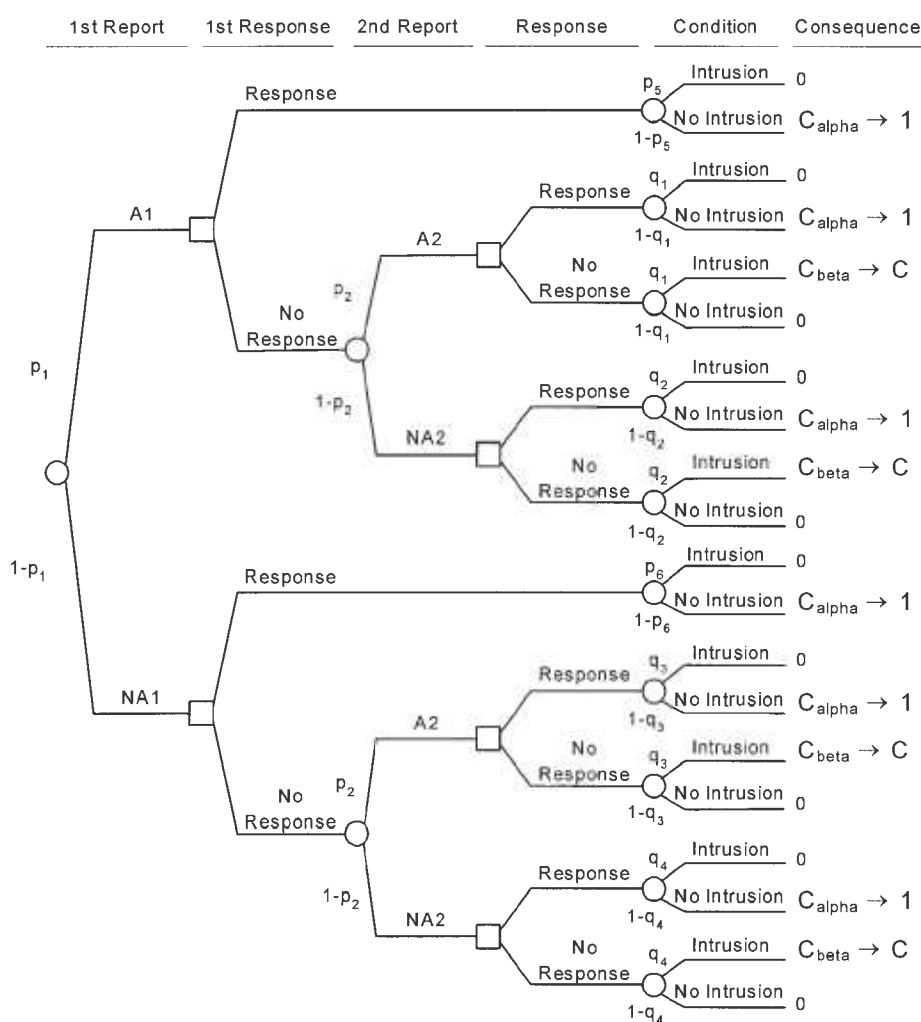 1st Report 1st Response 2nd Report Response Condition Consequence
p5 Intrusion 0
Response
No Intrusion Calpha → 1
1-p5
q1 Intrusion 0
Response
A1 No Intrusion Calpha → 1
A2 1-q1
No q1 Intrusion Cbeta → C
p2
No Response No Intrusion 0
Response 1-q1
p1
q2 Intrusion 0
1-p2 Response
No Intrusion Calpha → 1
NA2 1-q2
No q2 Intrusion Cbeta → C
Response No Intrusion 0
1-q2
1-p1 Response p6 Intrusion 0
No Intrusion Calpha → 1
1-p6
q3 Intrusion 0
Response
NA1 No Intrusion Calpha → 1
A2 1-q3
No q3 Intrusion Cbeta → C
p2
No Response No Intrusion 0
Response 1-q3
q4 Intrusion 0
1-p2 Response
No Intrusion Calpha → 1
NA2 1-q4
No q4 Intrusion Cbeta → C
Response No Intrusion 0
1-q4